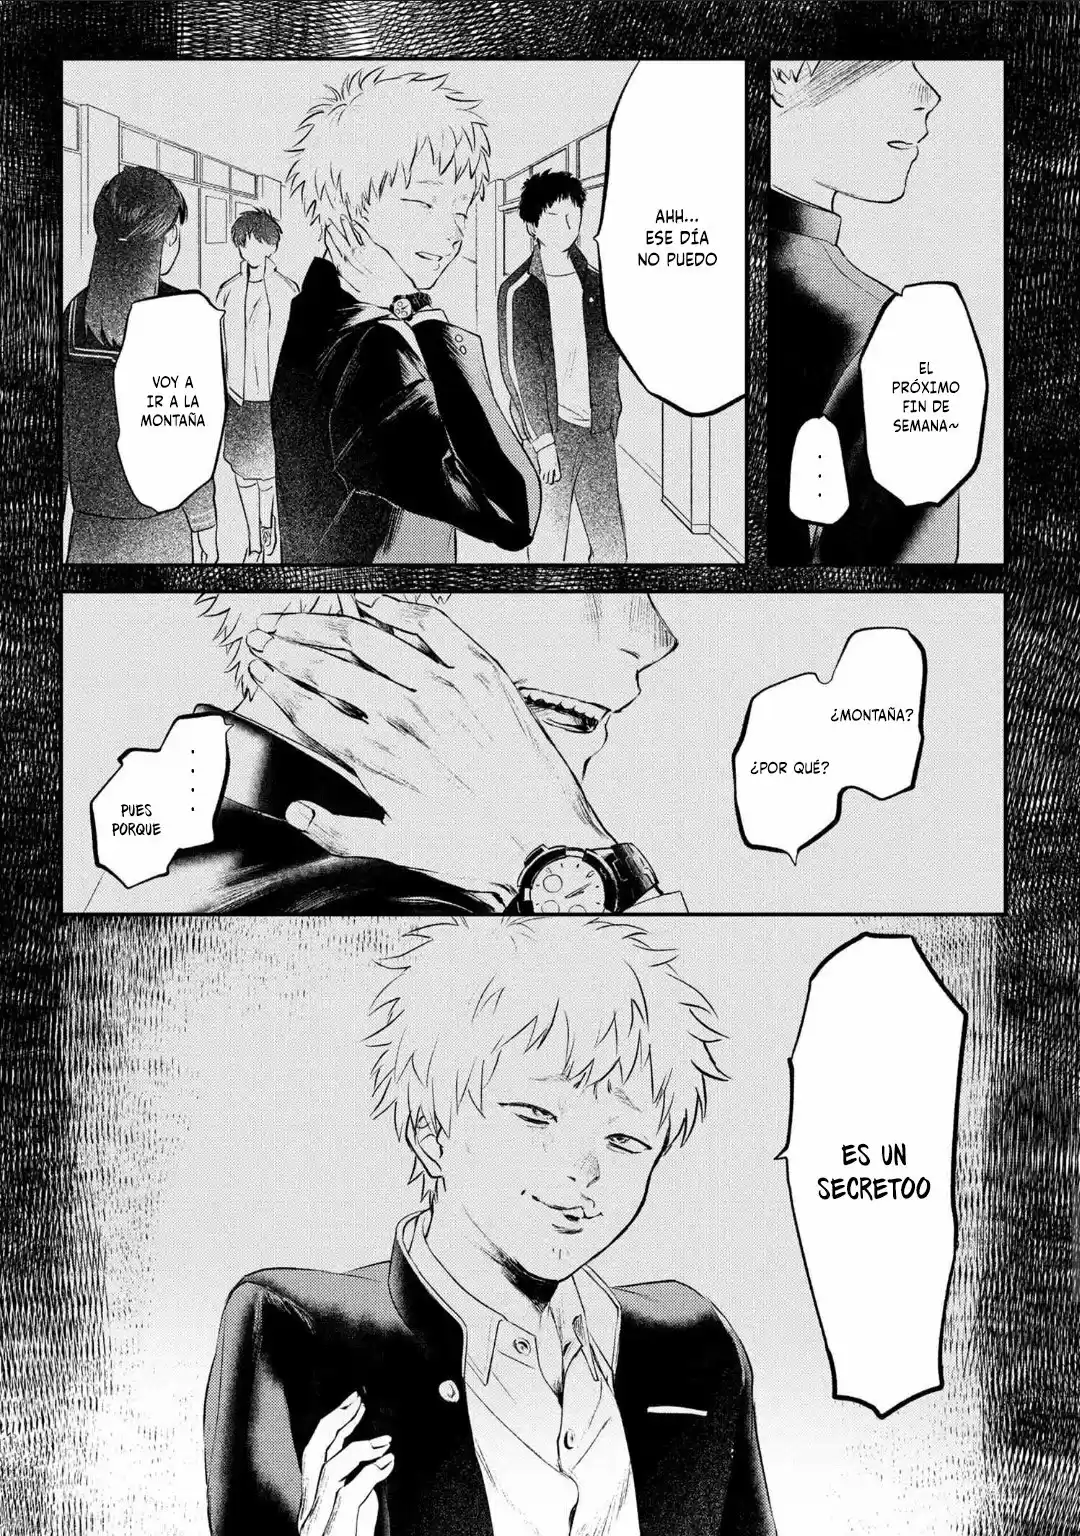 EL
PRÓXIMO
FIN DE
SEMANA~
...
AHH...
ESE DÍA
NO PUEDO
VOY A
IR A LA
MONTAÑA
¿MONTAÑA?
¿POR QUÉ?
....
PUES
PORQUE
ES UN
SECRETOO